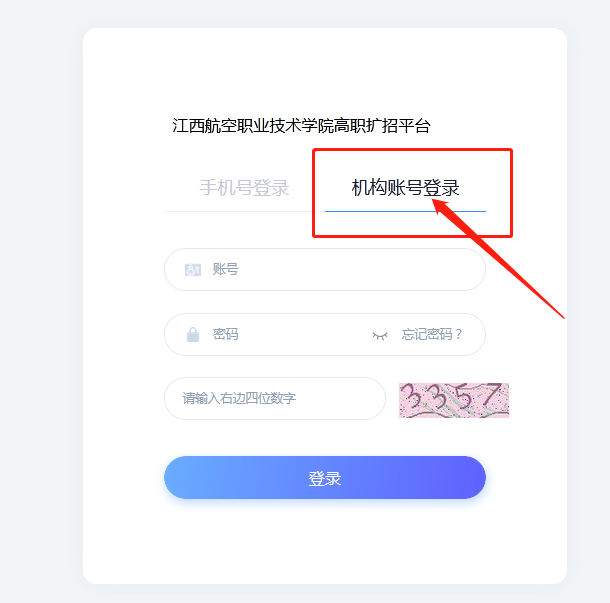 江西航空职业技术学院高职扩招平台
手机号登录 机构账号登录
账号
密码 忘记密码？
请输入右边四位数字 3357
登录